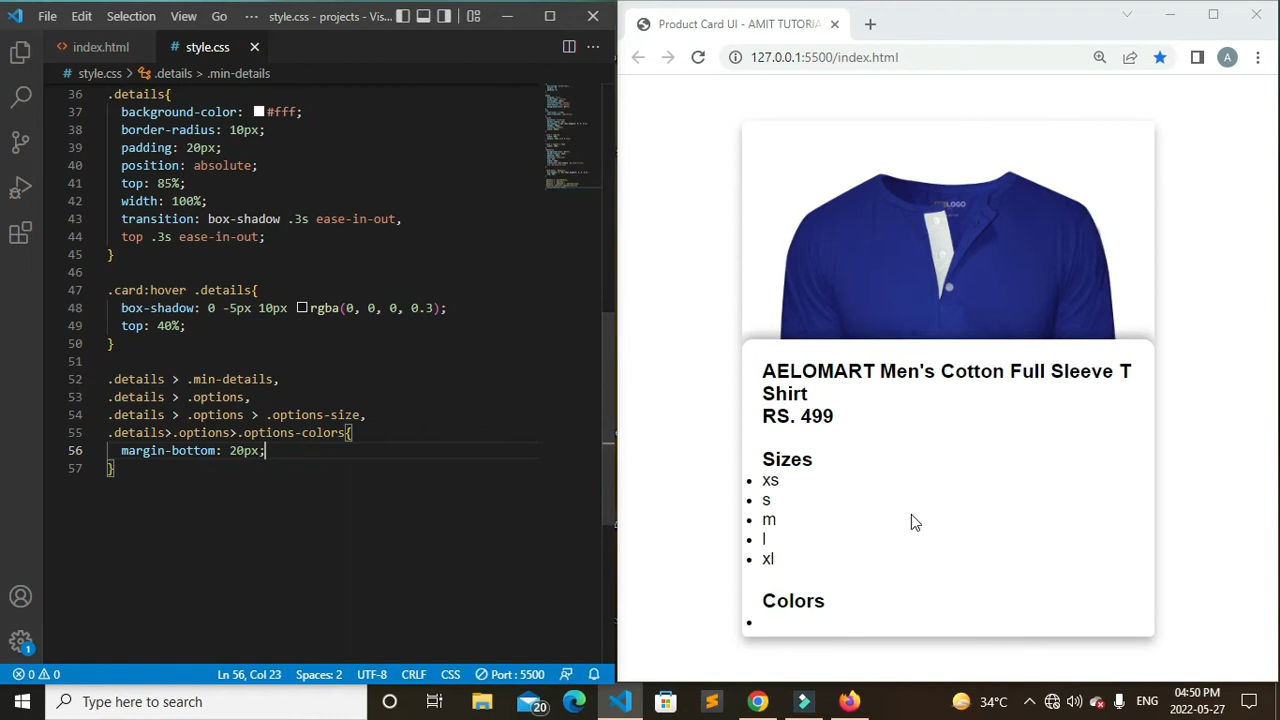 File Edit Selection View Go ... style.css - projects - Vis...
index.html style.css
style.css > .details > .min-details
36 .details{
37 background-color: #fff;
38 border-radius: 10px;
39 padding: 20px;
40 position: absolute;
41 top: 85%;
42 width: 100%;
43 transition: box-shadow .3s ease-in-out,
44 top .3s ease-in-out;
45 }
46
47 .card:hover .details{
48 box-shadow: 0 -5px 10px rgba(0, 0, 0, 0.3);
49 top: 40%;
50 }
51
52 .details > .min-details,
53 .details > .options,
54 .details > .options > .options-size,
55 .details>.options>.options-colors{
56 margin-bottom: 20px;
57 }
1
0 0 Ln 56, Col 23 Spaces: 2 UTF-8 CRLF CSS Port : 5500
Product Card UI - AMIT TUTORIA
127.0.0.1:5500/index.html
A
LOGO
AELOMART Men's Cotton Full Sleeve T
Shirt
RS. 499
Sizes
• xs
• s
• m
• l
• xl
Colors
•
Type here to search
20
34°C ENG 04:50 PM
2022-05-27